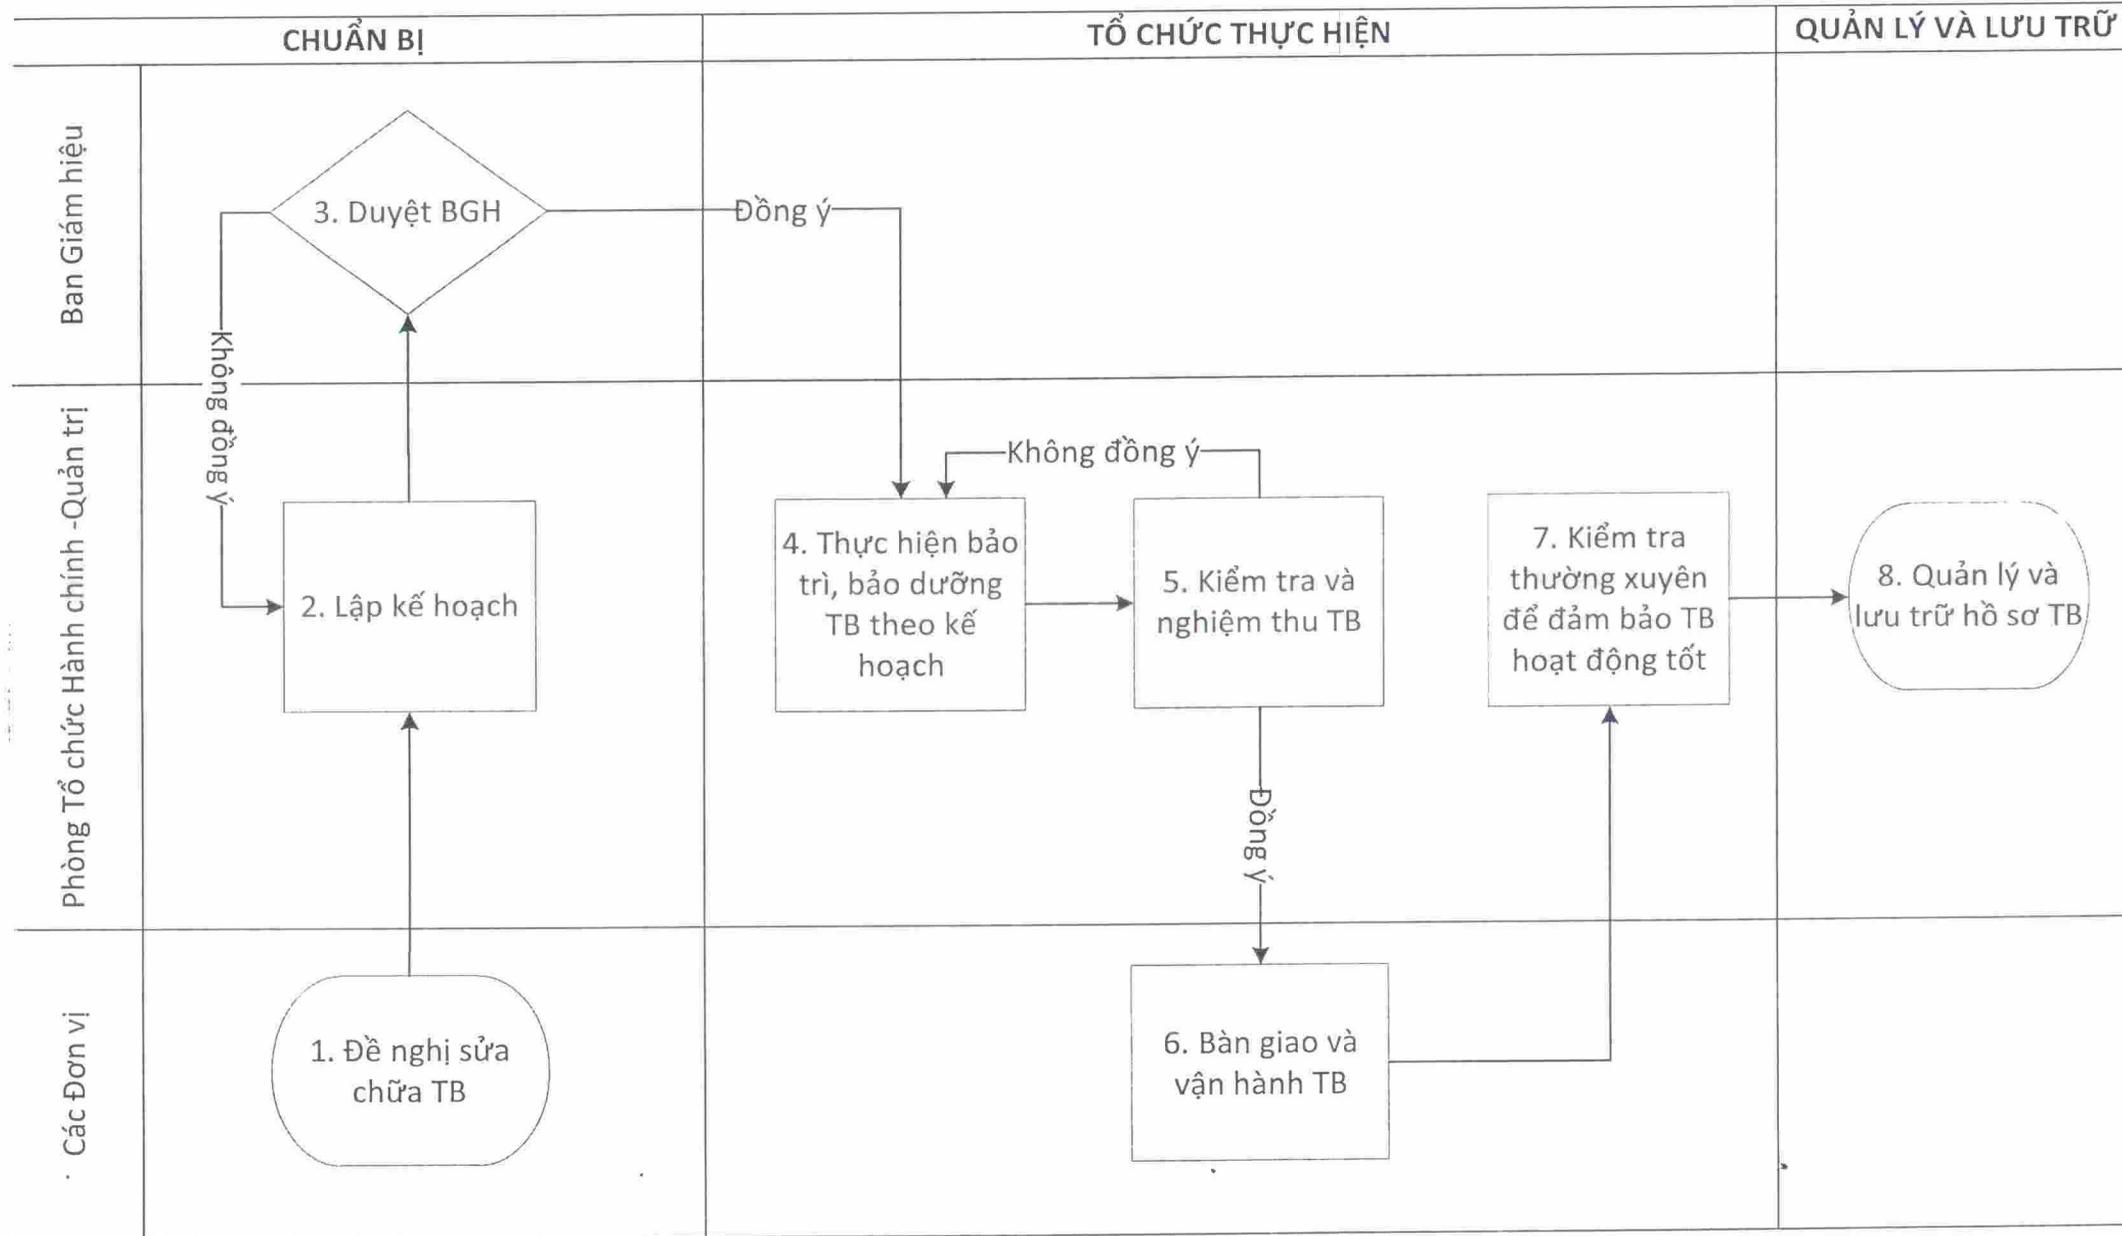 CHUẨN BỊ
TỔ CHỨC THỰC HIỆN
QUẢN LÝ VÀ LƯU TRỮ
Ban Giám hiệu
3. Duyệt BGH
Đồng ý
Không đồng ý
Phòng Tổ chức Hành chính -Quản trị
2. Lập kế hoạch
Không đồng ý
4. Thực hiện bảo
trì, bảo dưỡng
TB theo kế
hoạch
5. Kiểm tra và
nghiệm thu TB
7. Kiểm tra
thường xuyên
để đảm bảo TB
hoạt động tốt
8. Quản lý và
lưu trữ hồ sơ TB
Đồng ý
Các Đơn vị
1. Đề nghị sửa
chữa TB
6. Bàn giao và
vận hành TB